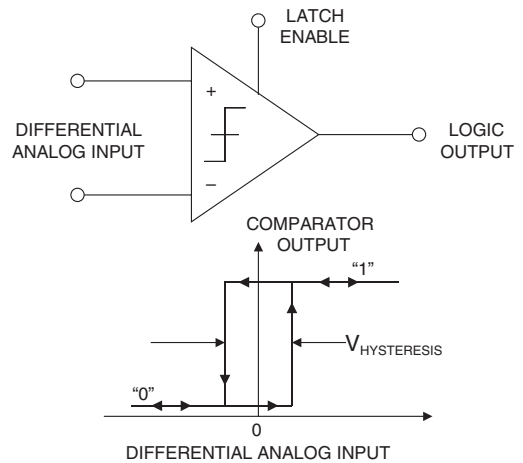 LATCH
ENABLE
+
DIFFERENTIAL
ANALOG INPUT
LOGIC
OUTPUT
–
COMPARATOR
OUTPUT
“1”
VHYSTERESIS
“0”
0
DIFFERENTIAL ANALOG INPUT